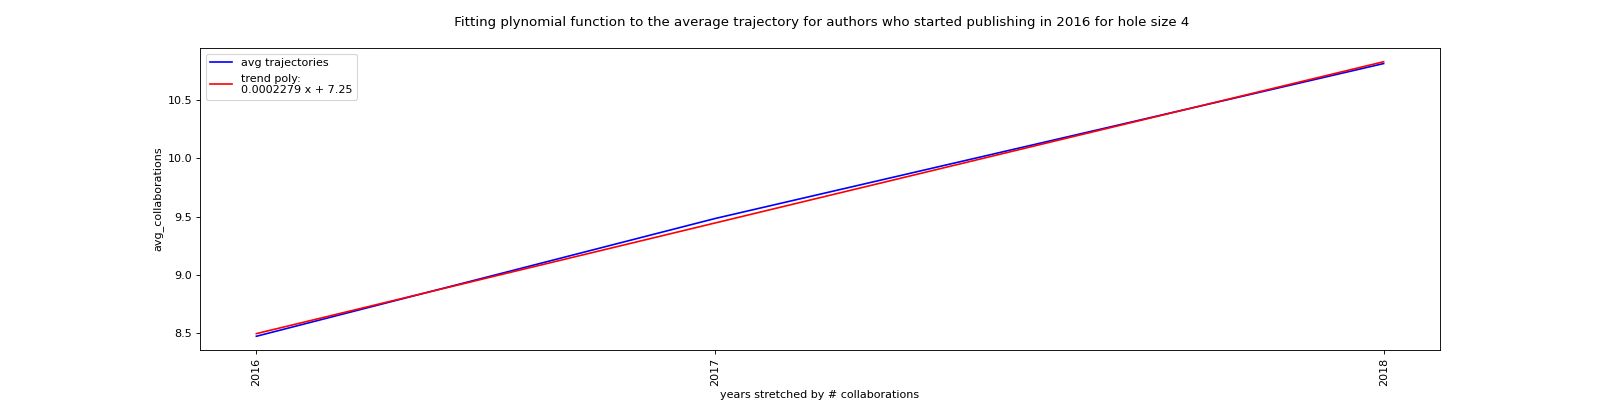 Fitting plynomial function to the average trajectory for authors who started publishing in 2016 for hole size 4
avg trajectories
trend poly:
0.0002279 x + 7.25
avg_collaborations
10.5
10.0
9.5
9.0
8.5
2016
2017
2018
years stretched by # collaborations